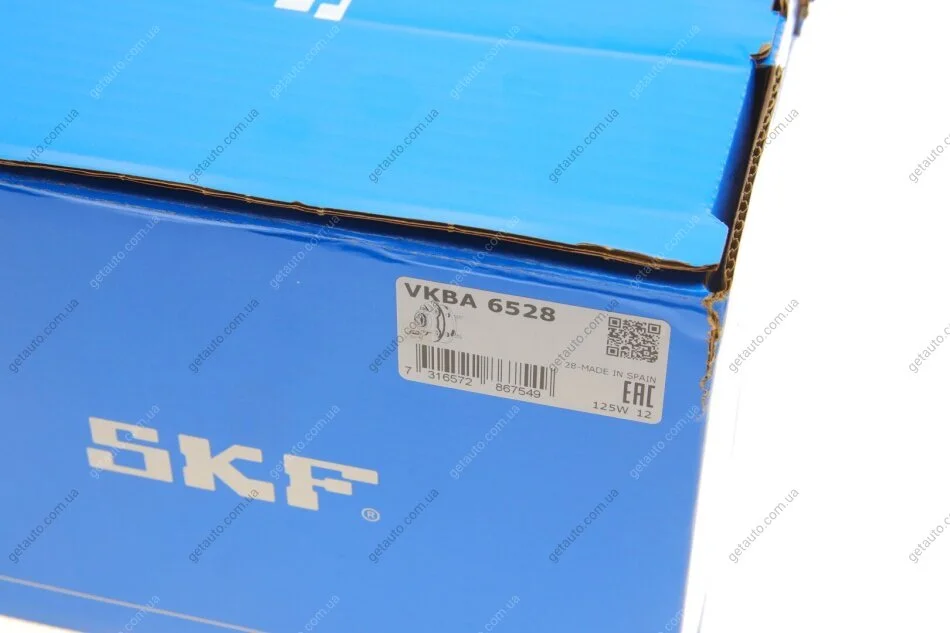 VKBA 6528
28-MADE IN SPAIN
7 316572 867549
EAC
125W 12
SKF®
getauto.com.ua